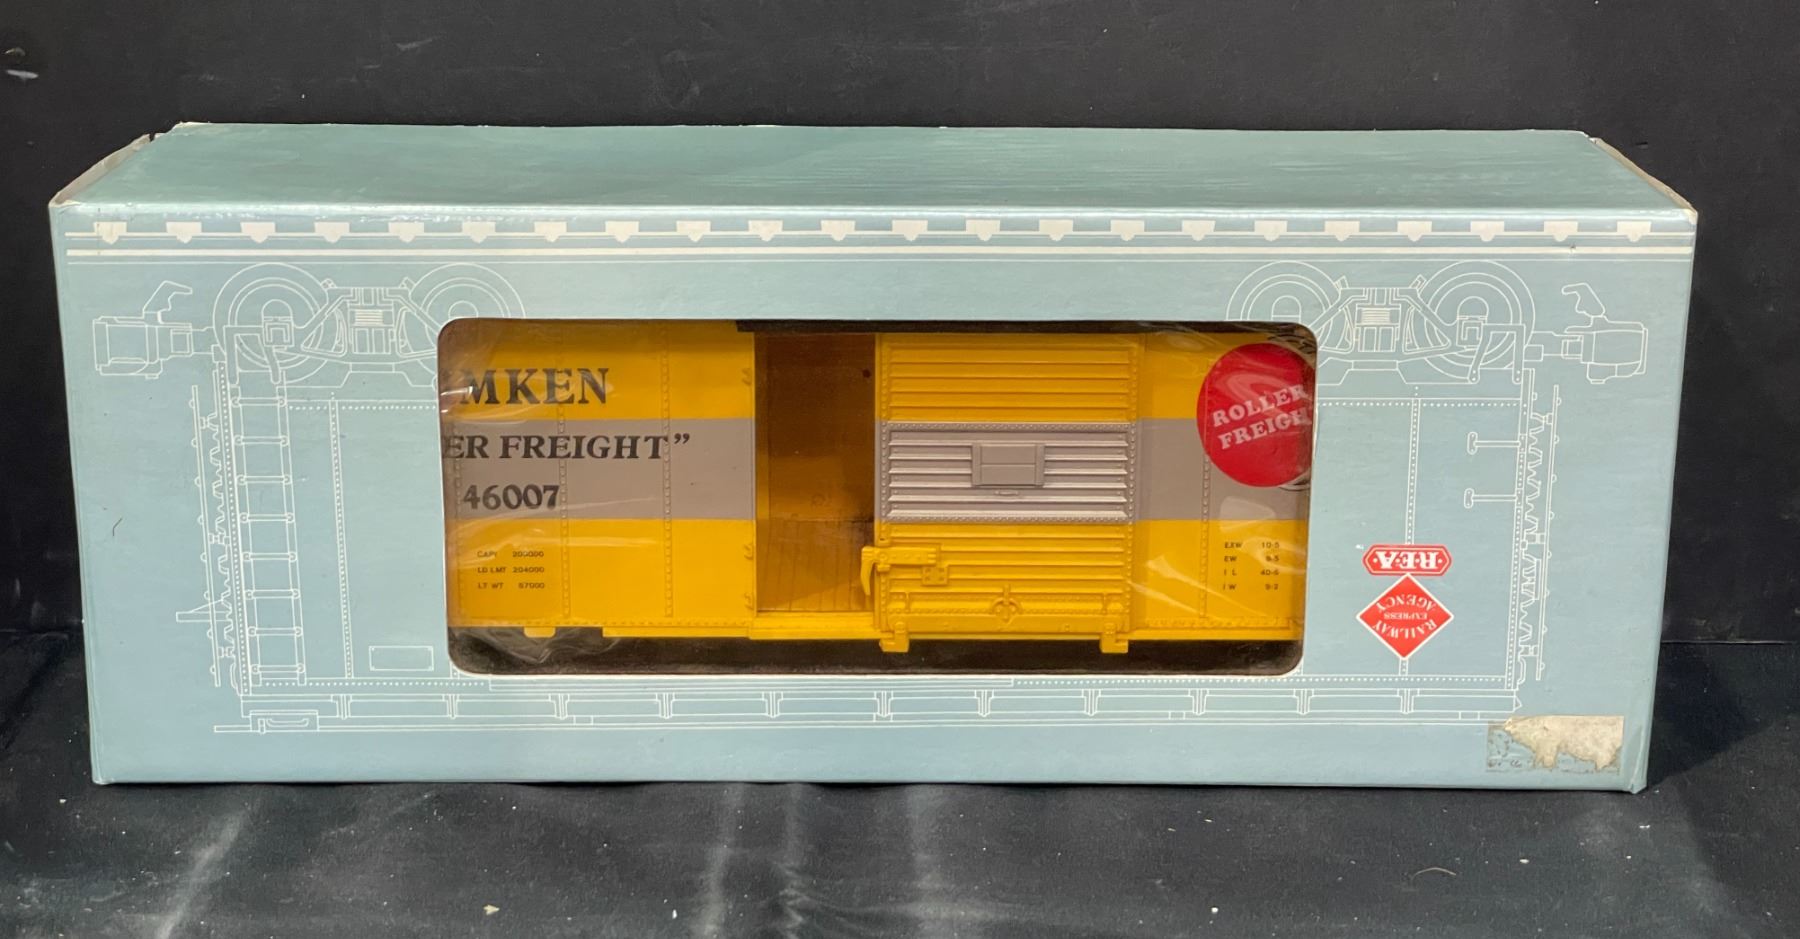 MKEN
ER FREIGHT”
46007
CAPY 200000
LD LMT 204000
LT WT 57000
ROLLER
FREIGH
EXW 10-5
EW 9-5
I L 40-6
I W 9-2
R·E·A
RAILWAY
EXPRESS
AGENCY